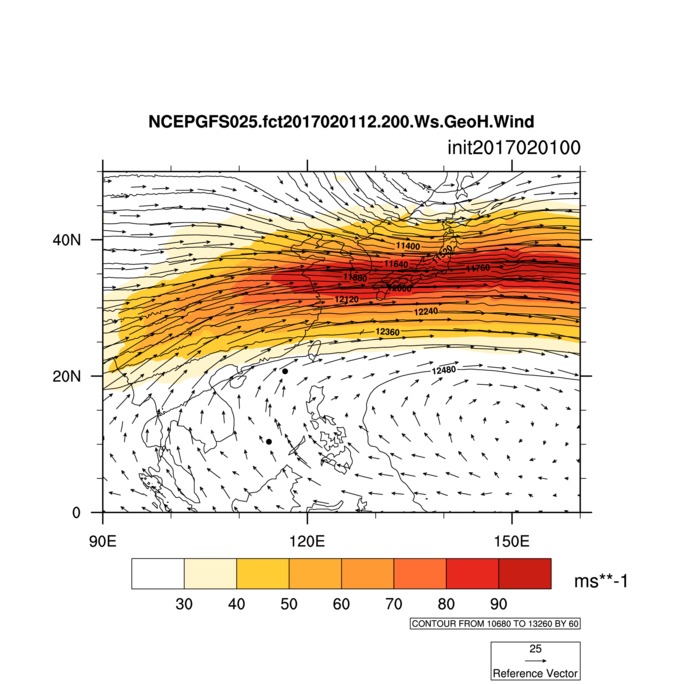 NCEPGFS025.fct2017020112.200.Ws.GeoH.Wind
init2017020100
40N
20N
0
11400
11520
11640
11760
11880
12000
12120
12240
12360
12480
90E
120E
150E
ms**-1
30 40 50 60 70 80 90
CONTOUR FROM 10680 TO 13260 BY 60
25
Reference Vector